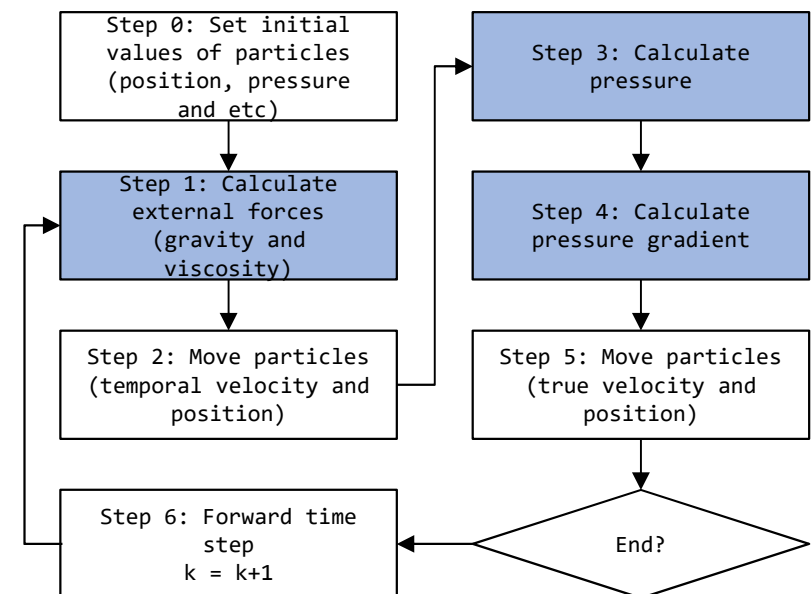 Step 0: Set initial
values of particles
(position, pressure
and etc)
Step 1: Calculate
external forces
(gravity and
viscosity)
Step 2: Move particles
(temporal velocity and
position)
Step 3: Calculate
pressure
Step 4: Calculate
pressure gradient
Step 5: Move particles
(true velocity and
position)
End?
Step 6: Forward time
step
k = k+1